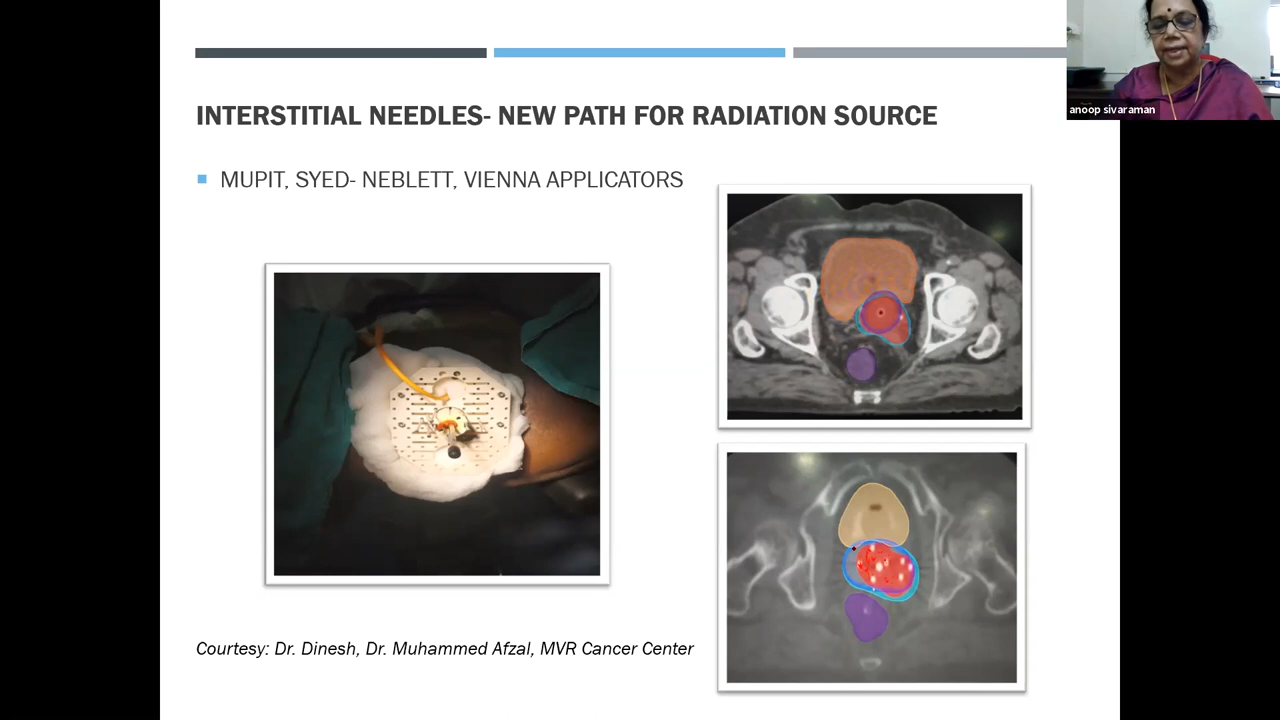 anoop sivaraman
INTERSTITIAL NEEDLES- NEW PATH FOR RADIATION SOURCE
MUPIT, SYED- NEBLETT, VIENNA APPLICATORS
Courtesy: Dr. Dinesh, Dr. Muhammed Afzal, MVR Cancer Center